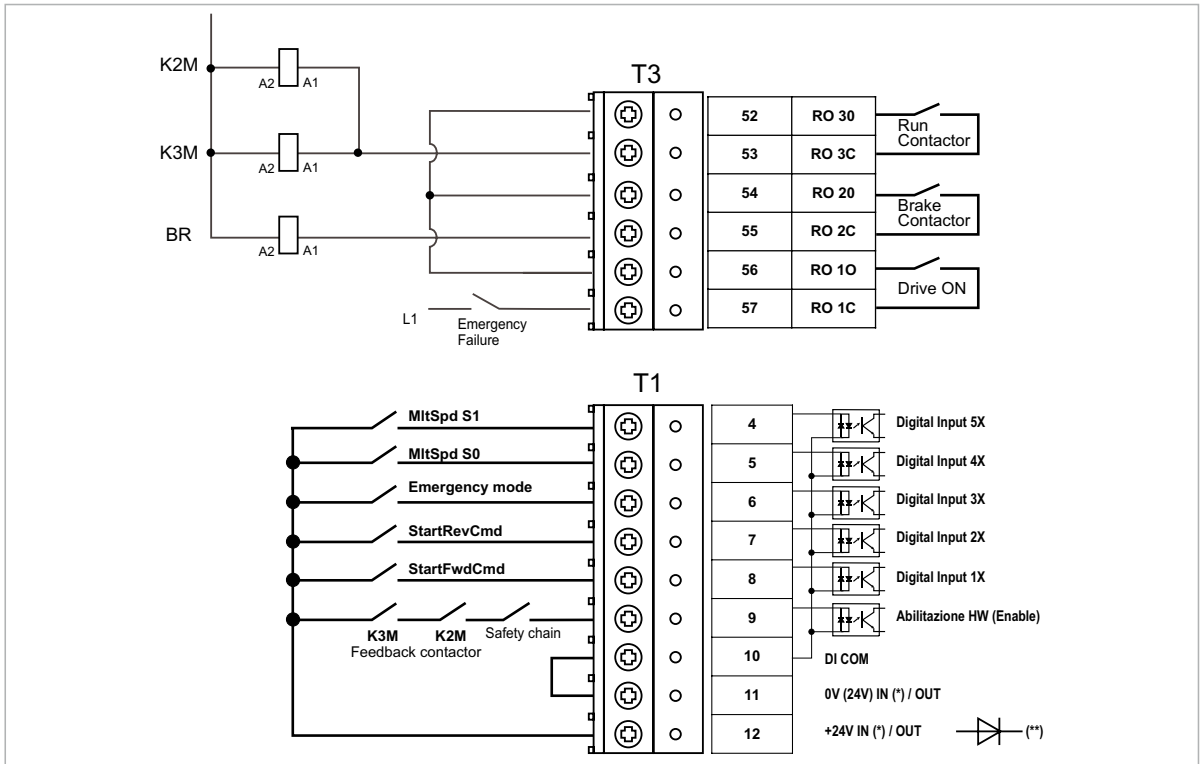 T3
K2M
A2 A1
K3M
A2 A1
BR
A2 A1
L1
Emergency
Failure
52 RO 30
53 RO 3C
54 RO 20
55 RO 2C
56 RO 1O
57 RO 1C
Run
Contactor
Brake
Contactor
Drive ON
T1
MltSpd S1
MltSpd S0
Emergency mode
StartRevCmd
StartFwdCmd
K3M K2M Safety chain
Feedback contactor
4 Digital Input 5X
5 Digital Input 4X
6 Digital Input 3X
7 Digital Input 2X
8 Digital Input 1X
9 Abilitazione HW (Enable)
10 DI COM
11 0V (24V) IN (*) / OUT
12 +24V IN (*) / OUT (**)